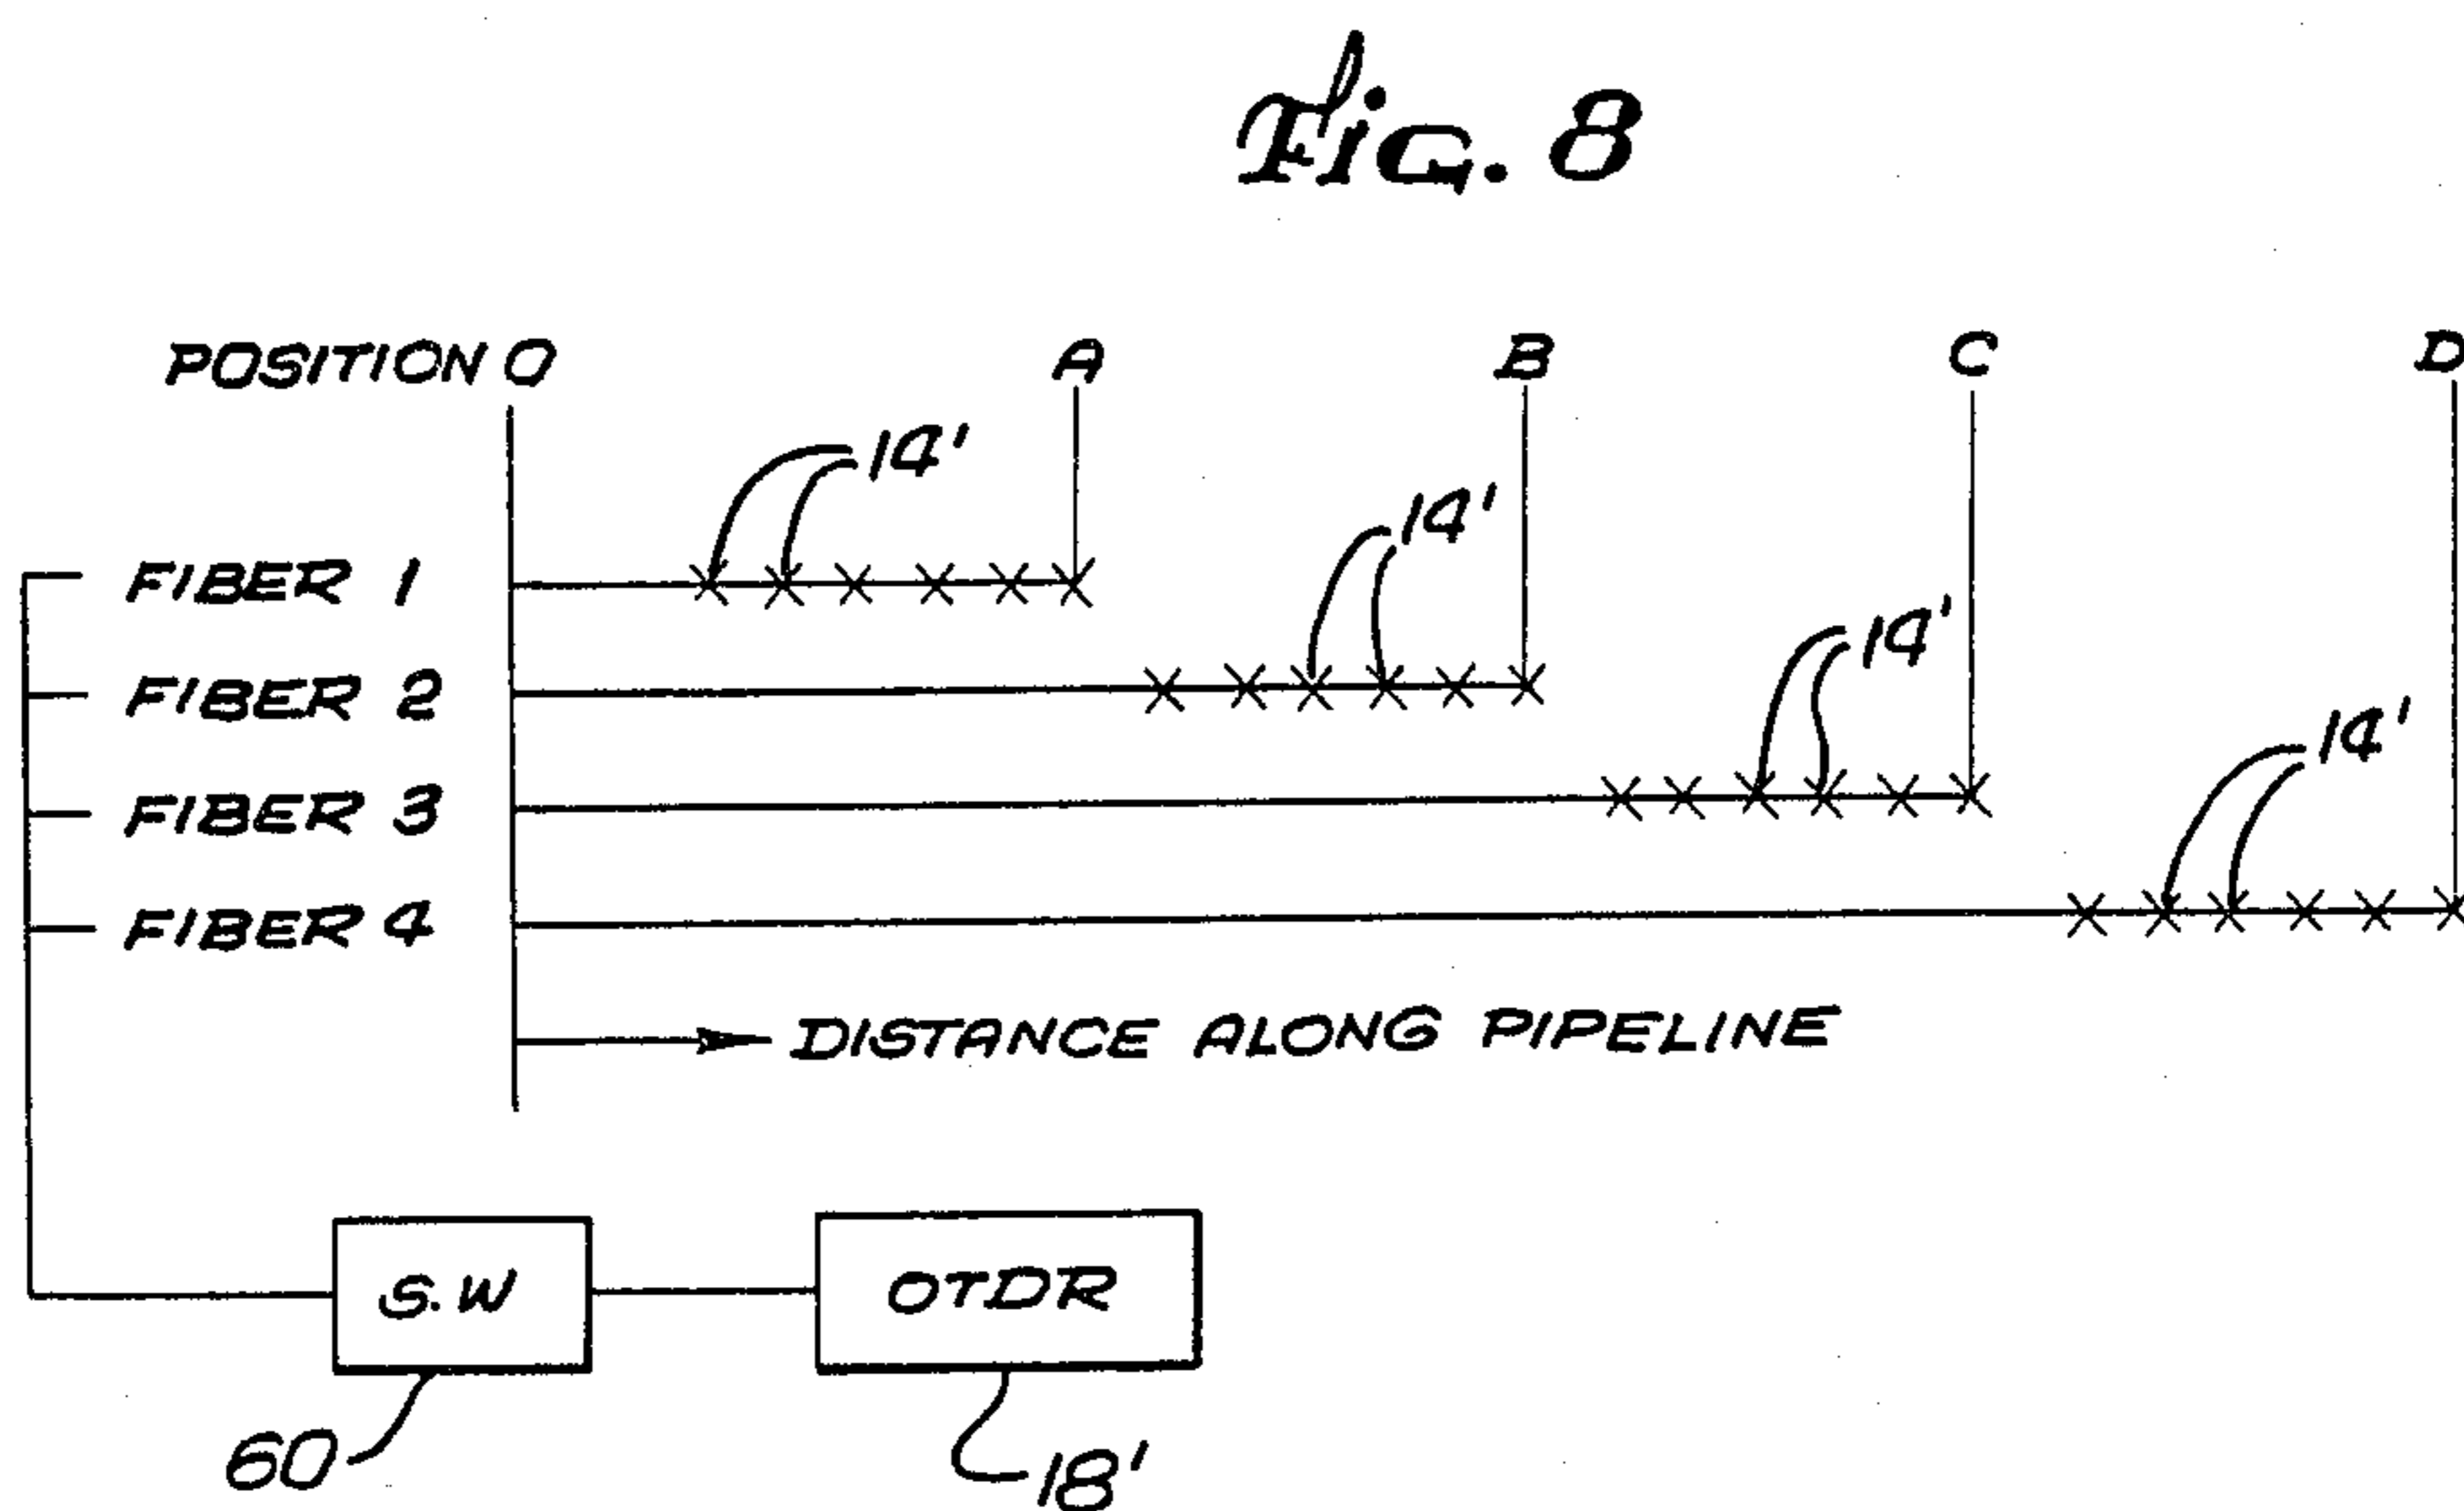 Fig. 8
POSITION O A B C D
14'
14'
14'
14'
FIBER 1
FIBER 2
FIBER 3
FIBER 4
DISTANCE ALONG PIPELINE
S.W
OTDR
60
18'